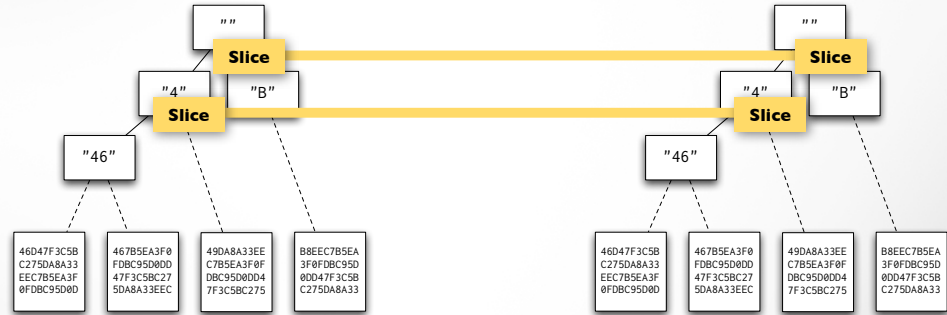 "" ""
Slice Slice
"4" "B" "4" "B"
Slice Slice
"46" "46"
46D47F3C5B 467B5EA3F0 49DA8A33EE B8EEC7B5EA 46D47F3C5B 467B5EA3F0 49DA8A33EE B8EEC7B5EA
C275DA8A33 FDBC95D0DD C7B5EA3F0F 3F0FDBC95D C275DA8A33 FDBC95D0DD C7B5EA3F0F 3F0FDBC95D
EEC7B5EA3F 47F3C5BC27 DBC95D0DD4 0DD47F3C5B EEC7B5EA3F 47F3C5BC27 DBC95D0DD4 0DD47F3C5B
0FDBC95D0D 5DA8A33EEC 7F3C5BC275 C275DA8A33 0FDBC95D0D 5DA8A33EEC 7F3C5BC275 C275DA8A33